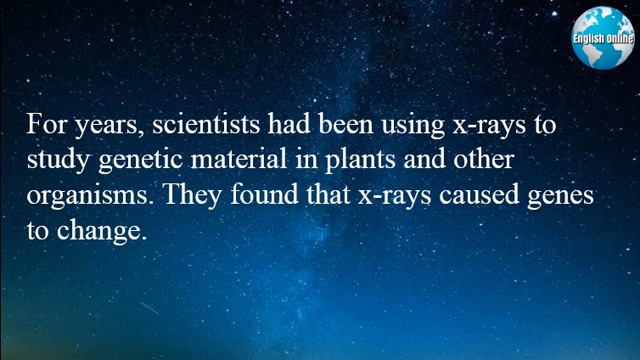 English Online
For years, scientists had been using x-rays to
study genetic material in plants and other
organisms. They found that x-rays caused genes
to change.